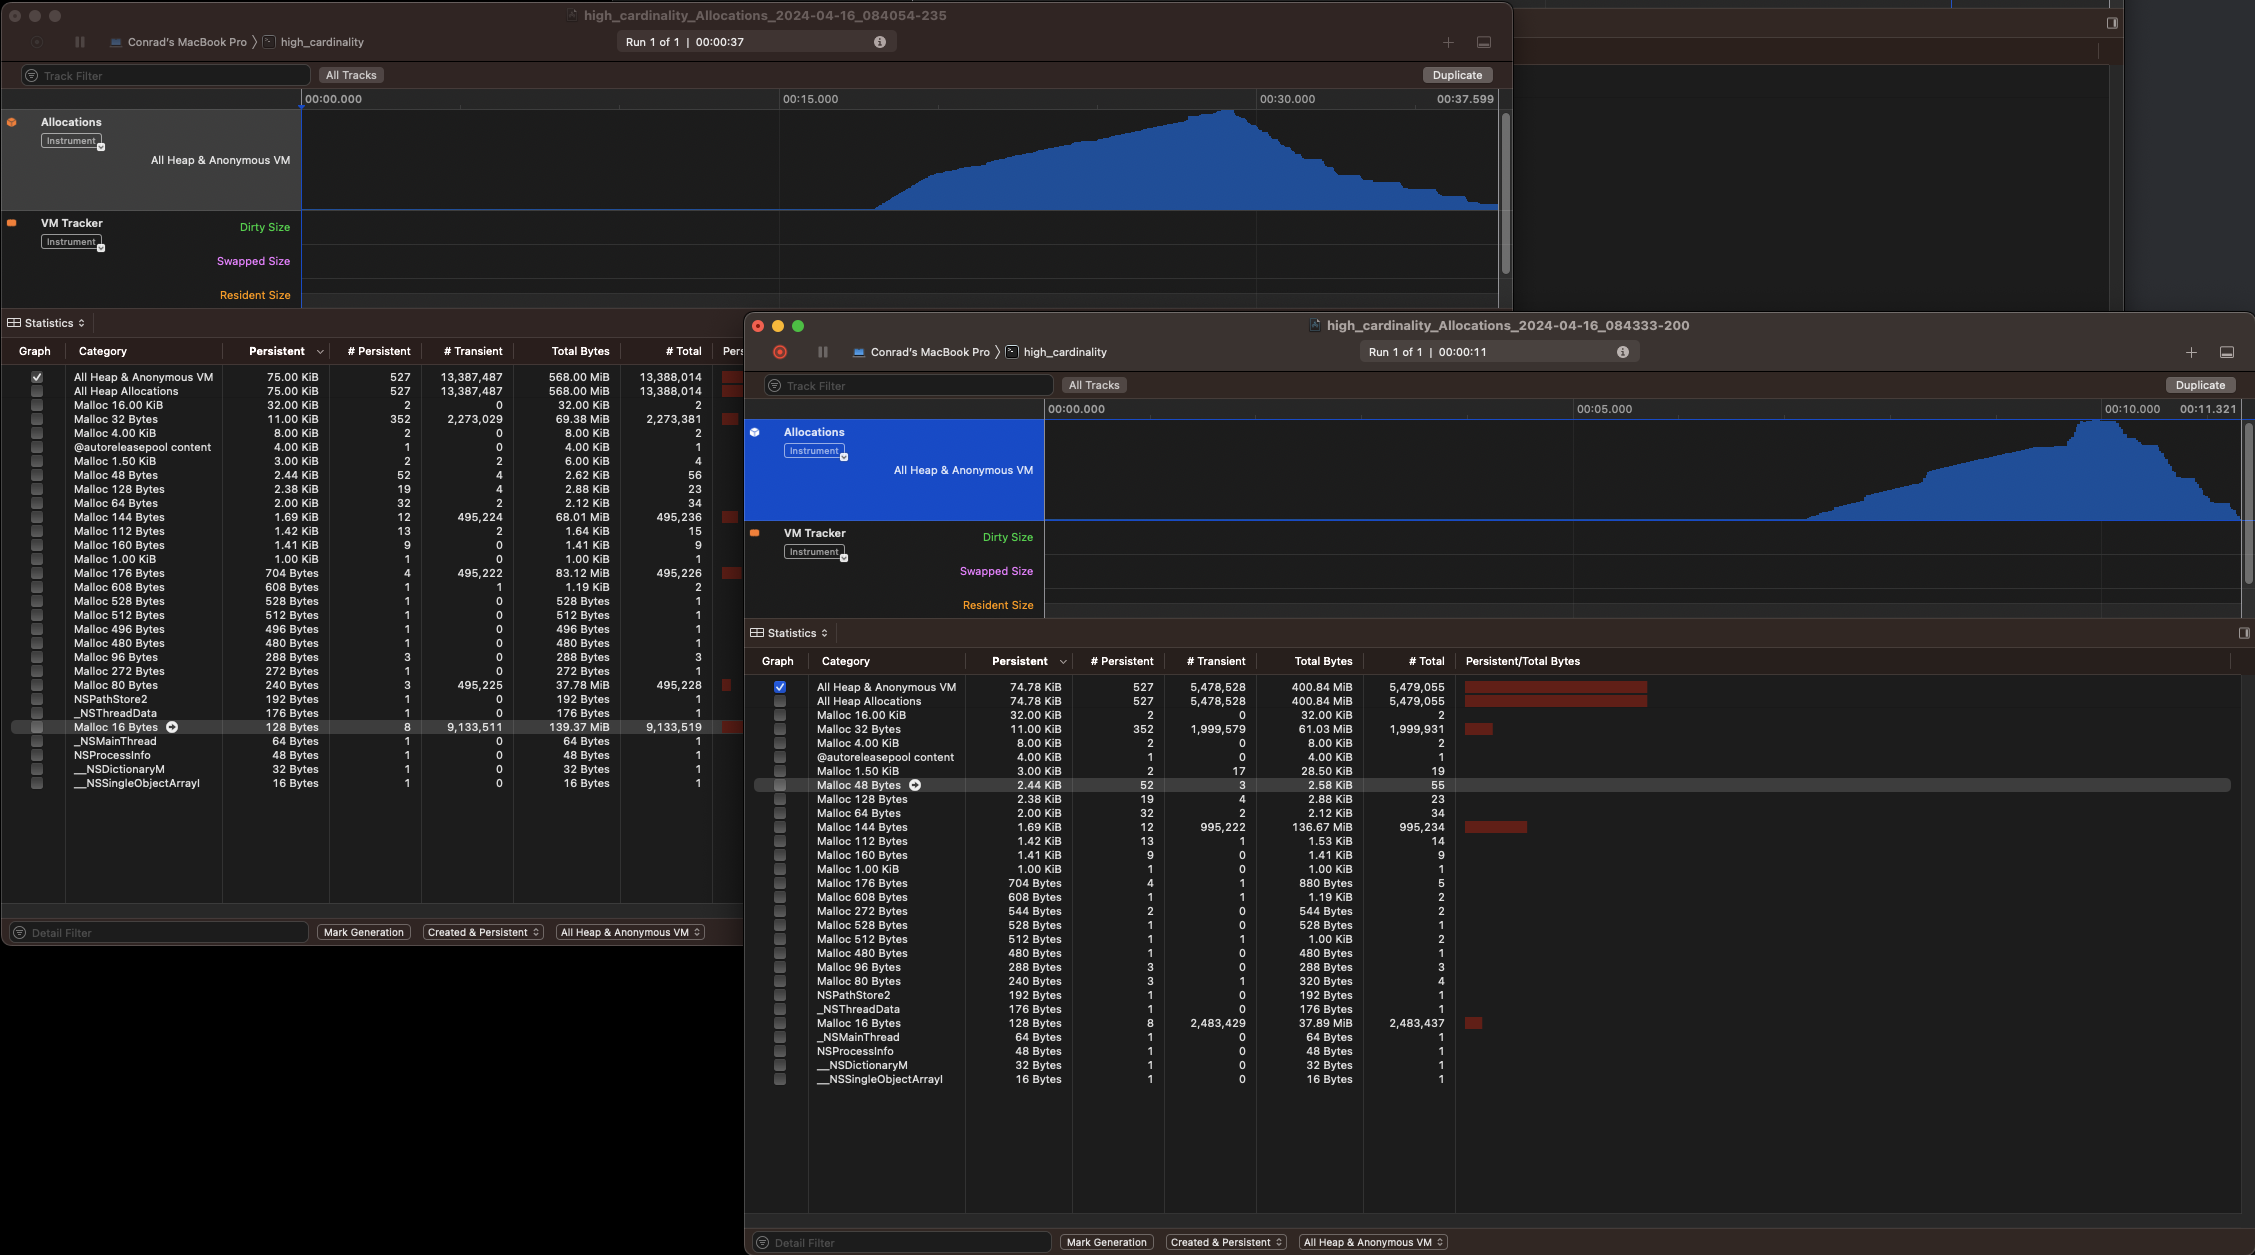 high_cardinality_Allocations_2024-04-16_084054-235
Conrad's MacBook Pro 〉 high_cardinality
Run 1 of 1 | 00:00:37
Track Filter
All Tracks
Duplicate
00:00.000 00:15.000 00:30.000 00:37.599
Allocations
Instrument
All Heap & Anonymous VM
VM Tracker
Instrument
Dirty Size
Swapped Size
Resident Size
Statistics
Graph Category Persistent # Persistent # Transient Total Bytes # Total Pers
All Heap & Anonymous VM 75.00 KiB 527 13,387,487 568.00 MiB 13,388,014
All Heap Allocations 75.00 KiB 527 13,387,487 568.00 MiB 13,388,014
Malloc 16.00 KiB 32.00 KiB 2 0 32.00 KiB 2
Malloc 32 Bytes 11.00 KiB 352 2,273,029 69.38 MiB 2,273,381
Malloc 4.00 KiB 8.00 KiB 2 0 8.00 KiB 2
@autoreleasepool content 4.00 KiB 1 0 4.00 KiB 1
Malloc 1.50 KiB 3.00 KiB 2 2 6.00 KiB 4
Malloc 48 Bytes 2.44 KiB 52 4 2.62 KiB 56
Malloc 128 Bytes 2.38 KiB 19 4 2.88 KiB 23
Malloc 64 Bytes 2.00 KiB 32 2 2.12 KiB 34
Malloc 144 Bytes 1.69 KiB 12 495,224 68.01 MiB 495,236
Malloc 112 Bytes 1.42 KiB 13 2 1.64 KiB 15
Malloc 160 Bytes 1.41 KiB 9 0 1.41 KiB 9
Malloc 1.00 KiB 1.00 KiB 1 0 1.00 KiB 1
Malloc 176 Bytes 704 Bytes 4 495,222 83.12 MiB 495,226
Malloc 608 Bytes 608 Bytes 1 1 1.19 KiB 2
Malloc 528 Bytes 528 Bytes 1 0 528 Bytes 1
Malloc 512 Bytes 512 Bytes 1 0 512 Bytes 1
Malloc 496 Bytes 496 Bytes 1 0 496 Bytes 1
Malloc 480 Bytes 480 Bytes 1 0 480 Bytes 1
Malloc 96 Bytes 288 Bytes 3 0 288 Bytes 3
Malloc 272 Bytes 272 Bytes 1 0 272 Bytes 1
Malloc 80 Bytes 240 Bytes 3 495,225 37.78 MiB 495,228
NSPathStore2 192 Bytes 1 0 192 Bytes 1
_NSThreadData 176 Bytes 1 0 176 Bytes 1
Malloc 16 Bytes 128 Bytes 8 9,133,511 139.37 MiB 9,133,519
_NSMainThread 64 Bytes 1 0 64 Bytes 1
NSProcessInfo 48 Bytes 1 0 48 Bytes 1
__NSDictionaryM 32 Bytes 1 0 32 Bytes 1
__NSSingleObjectArrayI 16 Bytes 1 0 16 Bytes 1
Detail Filter
Mark Generation
Created & Persistent
All Heap & Anonymous VM
high_cardinality_Allocations_2024-04-16_084333-200
Conrad's MacBook Pro 〉 high_cardinality
Run 1 of 1 | 00:00:11
Track Filter
All Tracks
Duplicate
00:00.000 00:05.000 00:10.000 00:11.321
Allocations
Instrument
All Heap & Anonymous VM
VM Tracker
Instrument
Dirty Size
Swapped Size
Resident Size
Statistics
Graph Category Persistent # Persistent # Transient Total Bytes # Total Persistent/Total Bytes
All Heap & Anonymous VM 74.78 KiB 527 5,478,528 400.84 MiB 5,479,055
All Heap Allocations 74.78 KiB 527 5,478,528 400.84 MiB 5,479,055
Malloc 16.00 KiB 32.00 KiB 2 0 32.00 KiB 2
Malloc 32 Bytes 11.00 KiB 352 1,999,579 61.03 MiB 1,999,931
Malloc 4.00 KiB 8.00 KiB 2 0 8.00 KiB 2
@autoreleasepool content 4.00 KiB 1 0 4.00 KiB 1
Malloc 1.50 KiB 3.00 KiB 2 17 28.50 KiB 19
Malloc 48 Bytes 2.44 KiB 52 3 2.58 KiB 55
Malloc 128 Bytes 2.38 KiB 19 4 2.88 KiB 23
Malloc 64 Bytes 2.00 KiB 32 2 2.12 KiB 34
Malloc 144 Bytes 1.69 KiB 12 995,222 136.67 MiB 995,234
Malloc 112 Bytes 1.42 KiB 13 1 1.53 KiB 14
Malloc 160 Bytes 1.41 KiB 9 0 1.41 KiB 9
Malloc 1.00 KiB 1.00 KiB 1 0 1.00 KiB 1
Malloc 176 Bytes 704 Bytes 4 1 880 Bytes 5
Malloc 608 Bytes 608 Bytes 1 1 1.19 KiB 2
Malloc 272 Bytes 544 Bytes 2 0 544 Bytes 2
Malloc 528 Bytes 528 Bytes 1 0 528 Bytes 1
Malloc 512 Bytes 512 Bytes 1 1 1.00 KiB 2
Malloc 480 Bytes 480 Bytes 1 0 480 Bytes 1
Malloc 96 Bytes 288 Bytes 3 0 288 Bytes 3
Malloc 80 Bytes 240 Bytes 3 1 320 Bytes 4
NSPathStore2 192 Bytes 1 0 192 Bytes 1
_NSThreadData 176 Bytes 1 0 176 Bytes 1
Malloc 16 Bytes 128 Bytes 8 2,483,429 37.89 MiB 2,483,437
_NSMainThread 64 Bytes 1 0 64 Bytes 1
NSProcessInfo 48 Bytes 1 0 48 Bytes 1
__NSDictionaryM 32 Bytes 1 0 32 Bytes 1
__NSSingleObjectArrayI 16 Bytes 1 0 16 Bytes 1
Detail Filter
Mark Generation
Created & Persistent
All Heap & Anonymous VM